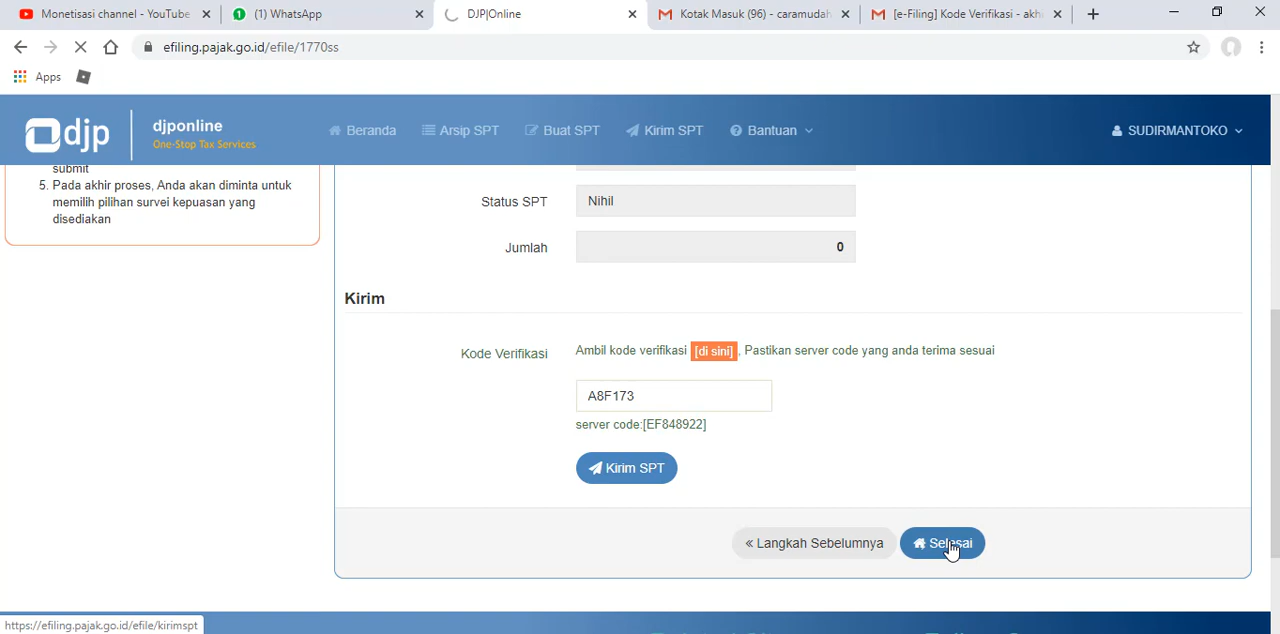 Monetisasi channel - YouTube
(1) WhatsApp
DJP|Online
Kotak Masuk (96) - caramudah
[e-Filing] Kode Verifikasi - akhi
efiling.pajak.go.id/efile/1770ss
Apps
djp
djponline
One-Stop Tax Services
Beranda
Arsip SPT
Buat SPT
Kirim SPT
Bantuan
SUDIRMANTOKO
submit
5. Pada akhir proses, Anda akan diminta untuk
memilih pilihan survei kepuasan yang
disediakan
Status SPT
Nihil
Jumlah
0
Kirim
Kode Verifikasi
Ambil kode verifikasi [di sini], Pastikan server code yang anda terima sesuai
A8F173
server code:[EF848922]
Kirim SPT
« Langkah Sebelumnya
Selesai
https://efiling.pajak.go.id/efile/kirimspt